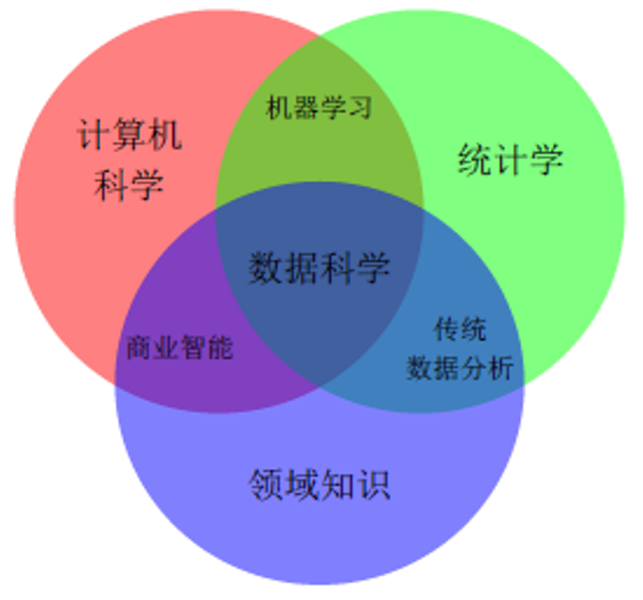 机器学习
计算机
科学
统计学
数据科学
商业智能
传统
数据分析
领域知识